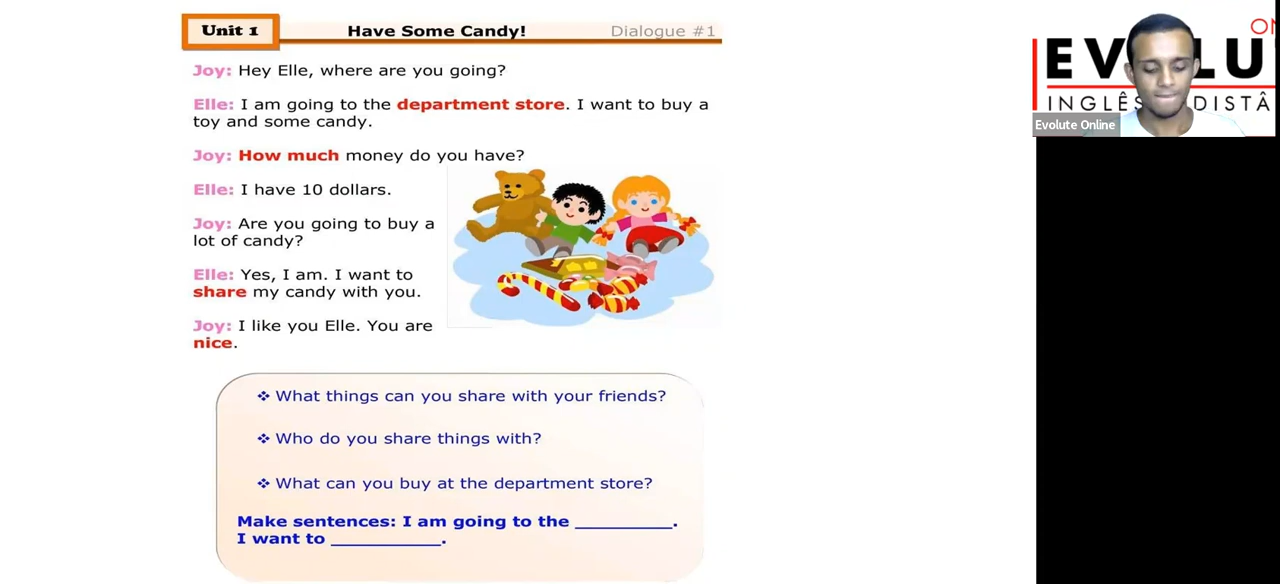 Unit 1
Have Some Candy!
Dialogue #1
Joy: Hey Elle, where are you going?
Elle: I am going to the department store. I want to buy a
toy and some candy.
Joy: How much money do you have?
Elle: I have 10 dollars.
Joy: Are you going to buy a
lot of candy?
Elle: Yes, I am. I want to
share my candy with you.
Joy: I like you Elle. You are
nice.
❖ What things can you share with your friends?
❖ Who do you share things with?
❖ What can you buy at the department store?
Make sentences: I am going to the _________.
I want to __________.
Evolute Online